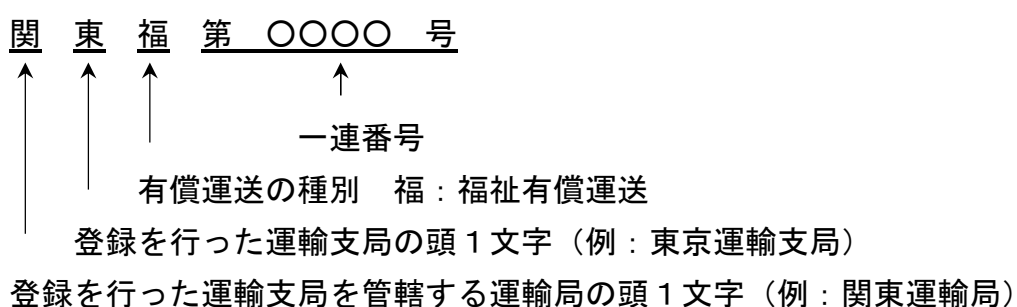 関　東　福　第　〇〇〇〇　号
一連番号
有償運送の種別　福：福祉有償運送
登録を行った運輸支局の頭１文字（例：東京運輸支局）
登録を行った運輸支局を管轄する運輸局の頭１文字（例：関東運輸局）